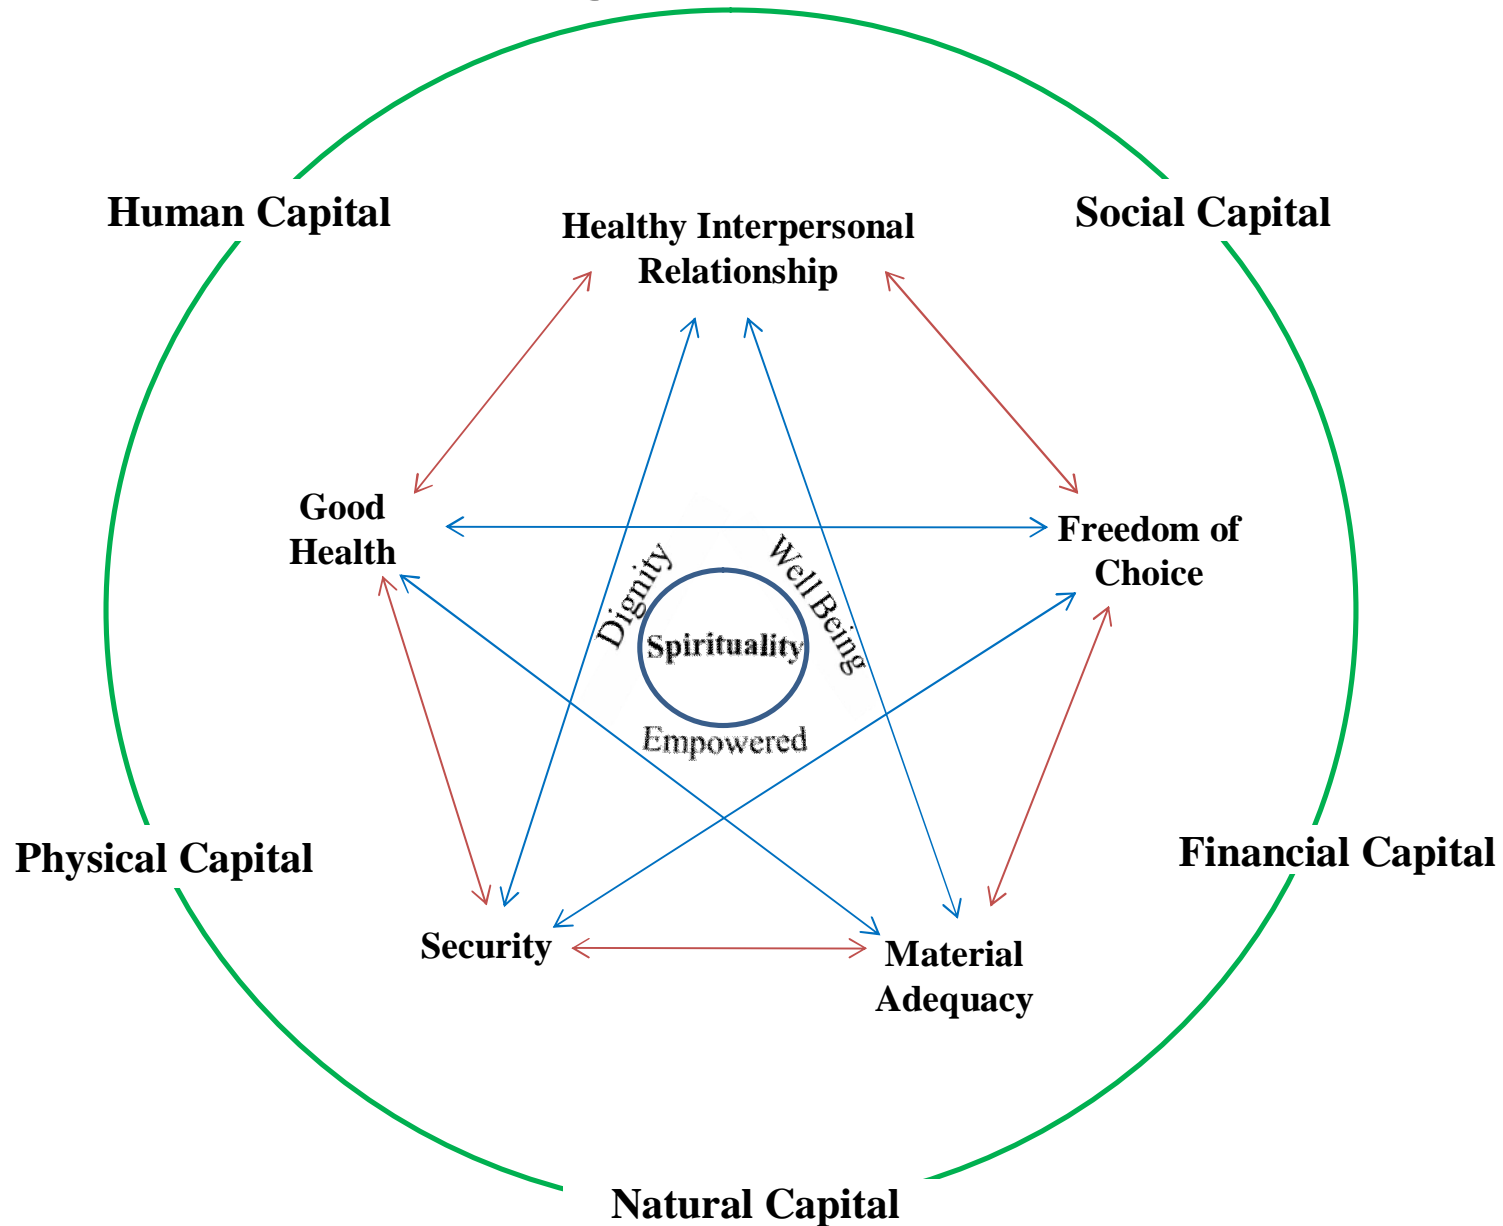 Human Capital
Social Capital
Healthy Interpersonal
Relationship
Good
Health
Freedom of
Choice
Dignity
Well Being
Spirituality
Empowered
Physical Capital
Financial Capital
Security
Material
Adequacy
Natural Capital